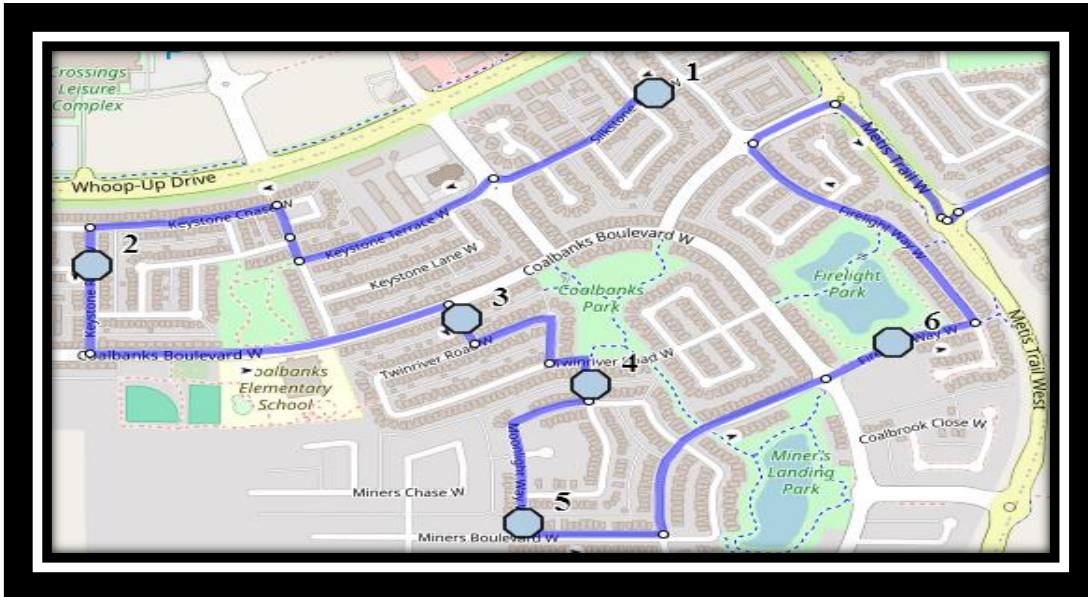 Crossings
Leisure
Complex
Whoop-Up Drive
1
Silkstone W
Metis Trail W
Keystone Chase W
2
Keystone Terrace W
Keystone Lane W
Coalbanks Boulevard W
Firelight Way W
Firelight
Park
Coalbanks
Park
3
Keystone
Coalbanks Boulevard W
Twinriver Road W
Twinriver Road W
4
6
Way W
Metis Trail West
Coalbanks
Elementary
School
Coalbrook Close W
Moonlight Way
Miner's
Landing
Park
Miners Chase W
5
Miners Boulevard W